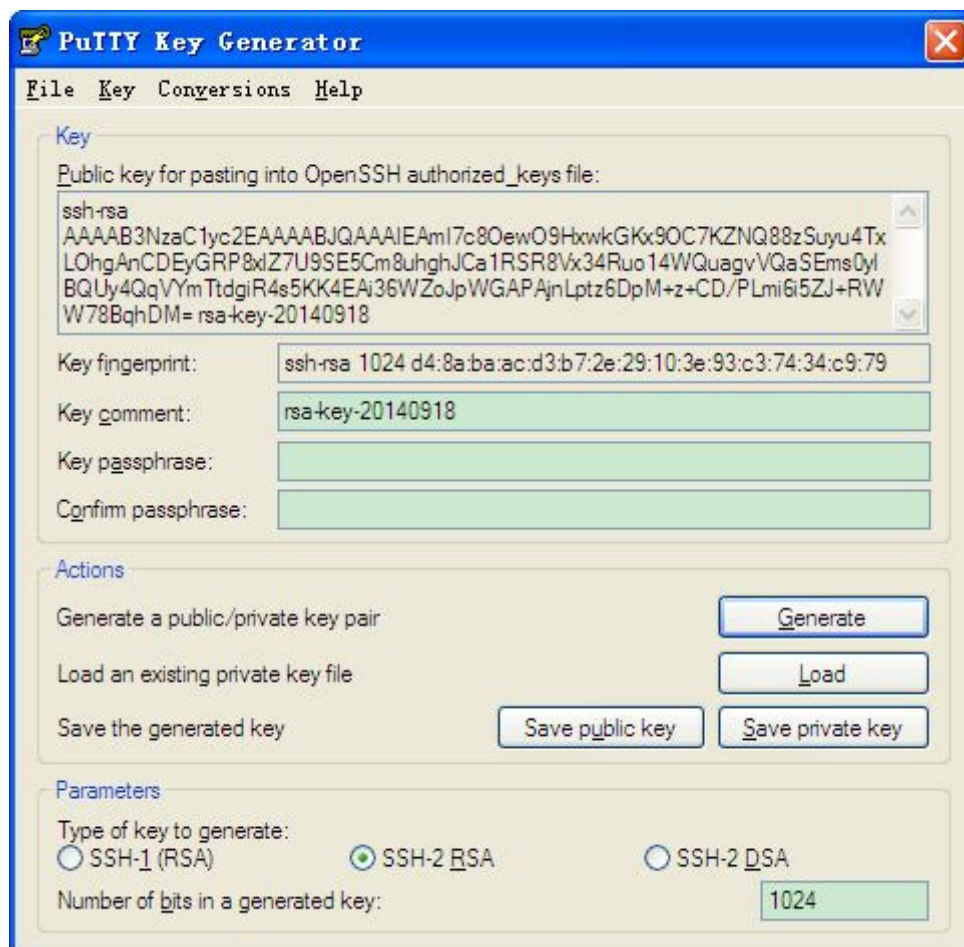 PuTTY Key Generator
File Key Conversions Help
Key
Public key for pasting into OpenSSH authorized_keys file:
ssh-rsa
AAAAB3NzaC1yc2EAAAABJQAAAIEAmI7c8OewO9HxwkGKx9OC7KZNQ88zSuyu4Tx
LOhgAnCDEyGRP8xlZ7U9SE5Cm8uhghJCa1RSR8Vx34Ruo14WQuagvVQaSEms0yl
BQUy4QqVYmTtdgiR4s5KK4EAi36WZoJpWGAPAjnLptz6DpM+z+CD/PLmi6i5ZJ+RW
W78BqhDM= rsa-key-20140918
Key fingerprint: ssh-rsa 1024 d4:8a:ba:ac:d3:b7:2e:29:10:3e:93:c3:74:34:c9:79
Key comment: rsa-key-20140918
Key passphrase:
Confirm passphrase:
Actions
Generate a public/private key pair Generate
Load an existing private key file Load
Save the generated key Save public key Save private key
Parameters
Type of key to generate:
SSH-1 (RSA) SSH-2 RSA SSH-2 DSA
Number of bits in a generated key: 1024